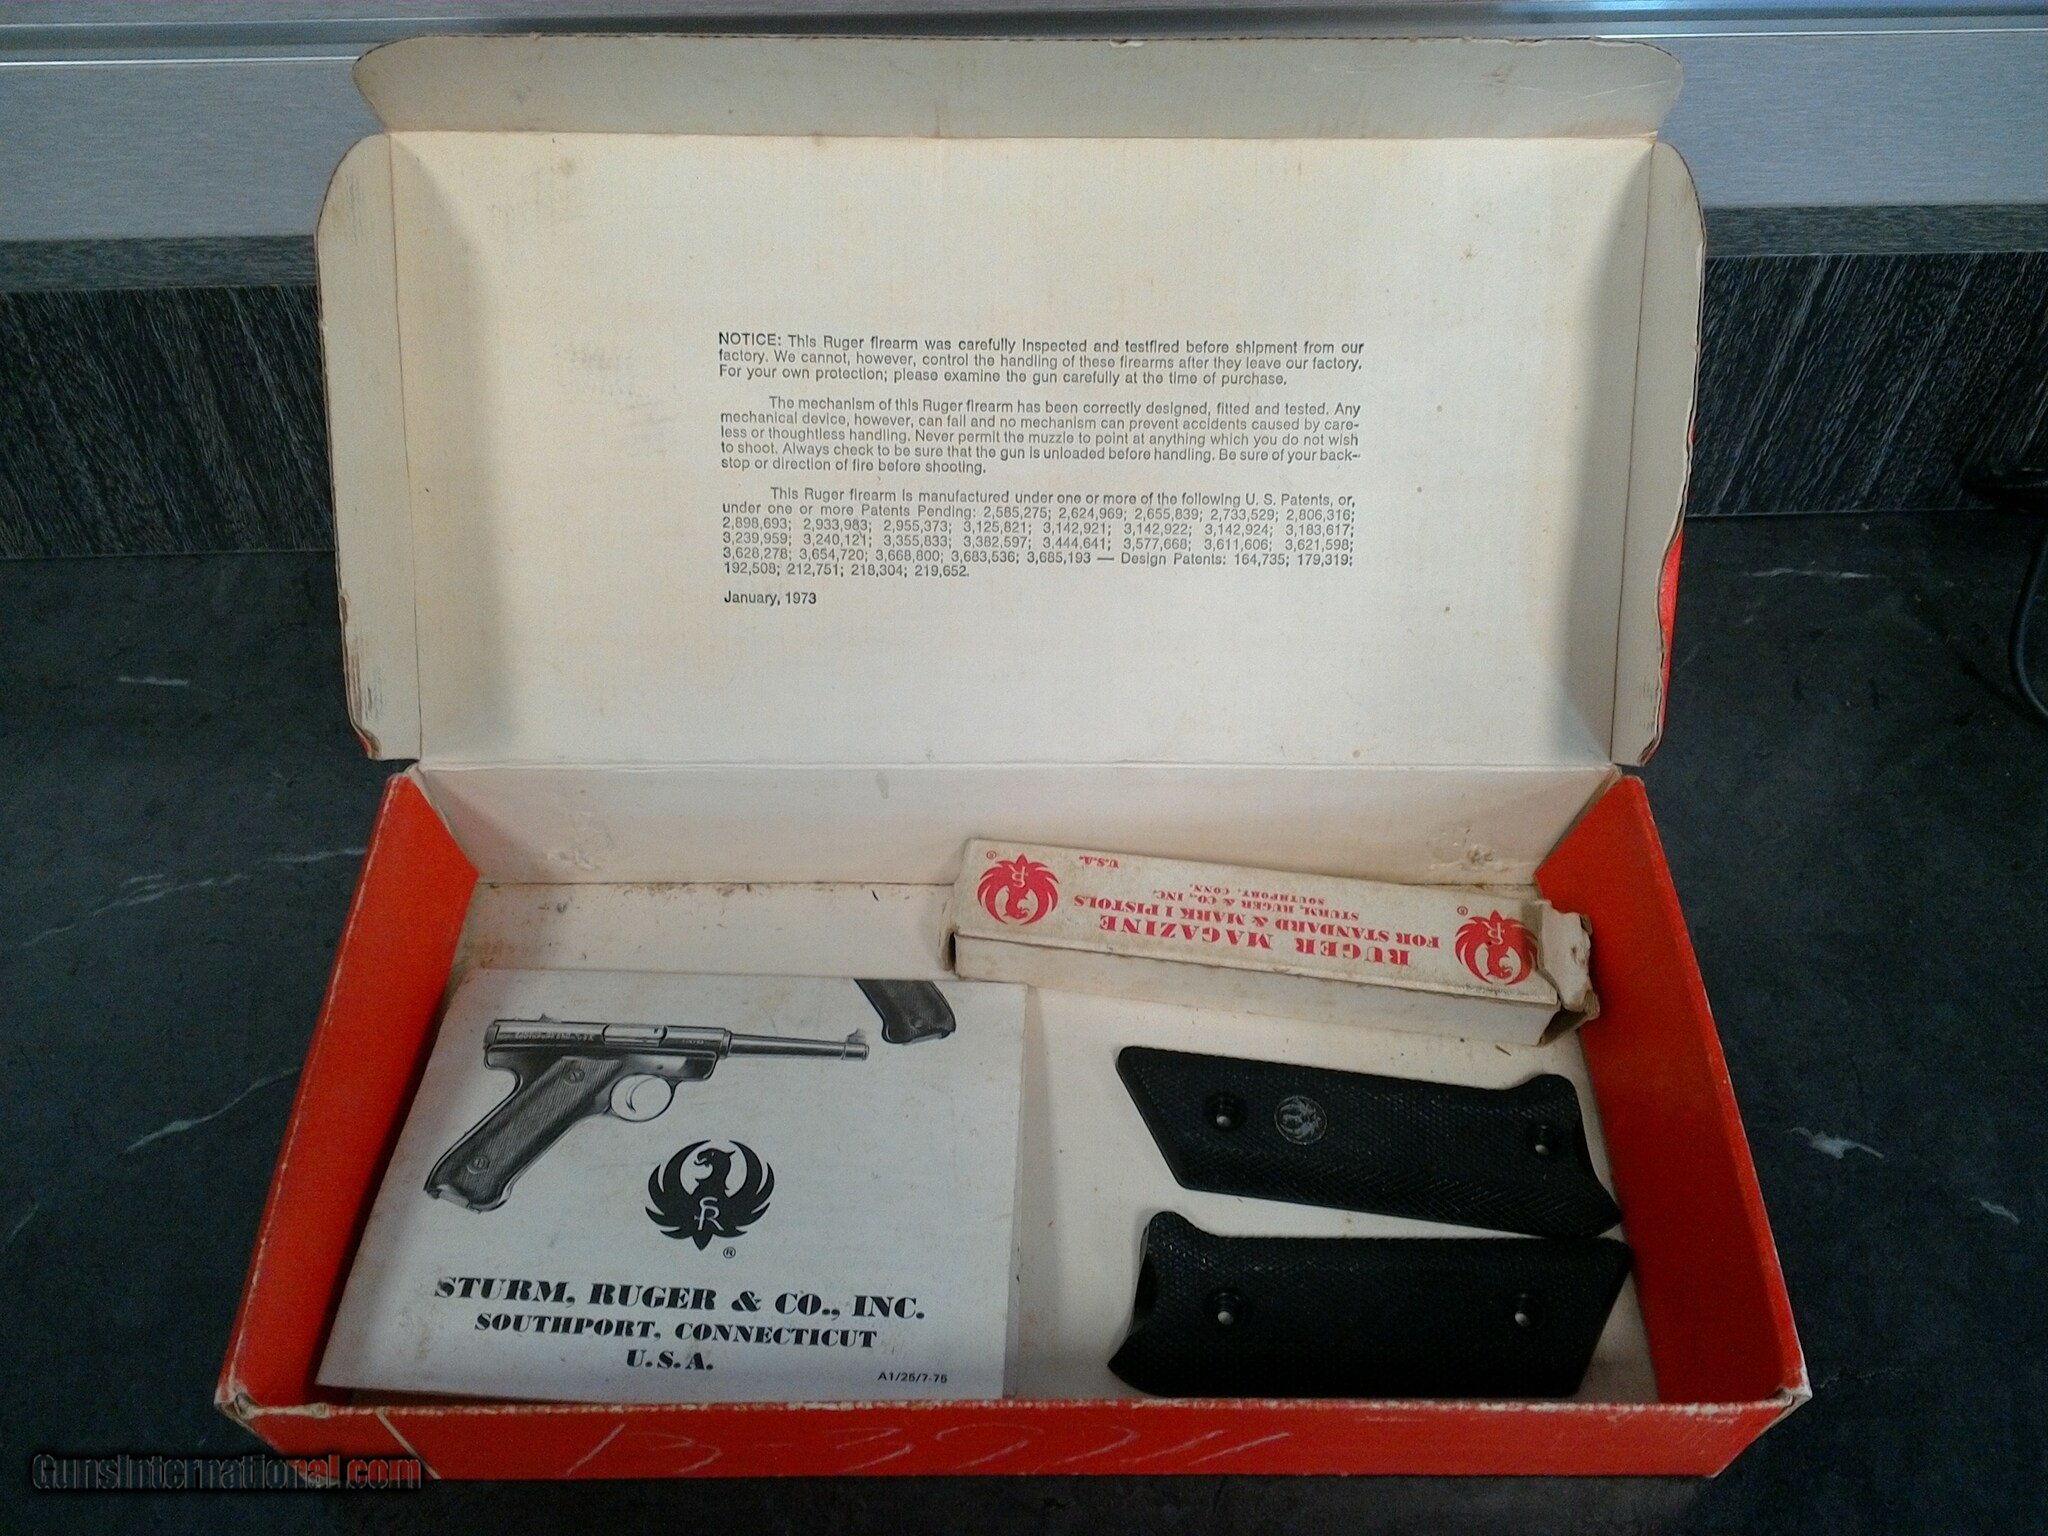 NOTICE: This Ruger firearm was carefully inspected and testfired before shipment from our
factory. We cannot, however, control the handling of these firearms after they leave our factory.
For your own protection; please examine the gun carefully at the time of purchase.
The mechanism of this Ruger firearm has been correctly designed, fitted and tested. Any
mechanical device, however, can fail and no mechanism can prevent accidents caused by care-
less or thoughtless handling. Never permit the muzzle to point at anything which you do not wish
to shoot. Always check to be sure that the gun is unloaded before handling. Be sure of your back-
stop or direction of fire before shooting.
This Ruger firearm is manufactured under one or more of the following U. S. Patents, or,
under one or more Patents Pending: 2,585,275; 2,624,969; 2,655,839; 2,733,529; 2,806,316;
2,898,693; 2,933,983; 2,955,373; 3,125,821; 3,142,921; 3,142,922; 3,142,924; 3,183,617;
3,239,959; 3,240,121; 3,355,833; 3,382,597; 3,444,641; 3,577,668; 3,611,606; 3,621,598;
3,628,278; 3,654,720; 3,668,800; 3,683,536; 3,685,193 — Design Patents: 164,735; 179,319;
192,508; 212,751; 218,304; 219,652.
January, 1973
RUGER MAGAZINE
FOR STANDARD & MARK I PISTOLS
STURM, RUGER & CO., INC.
SOUTHPORT, CONN.
U.S.A.
®
®
SR
®
STURM, RUGER & CO., INC.
SOUTHPORT, CONNECTICUT
U.S.A.
A1/25/7-75
GunsInternational.com